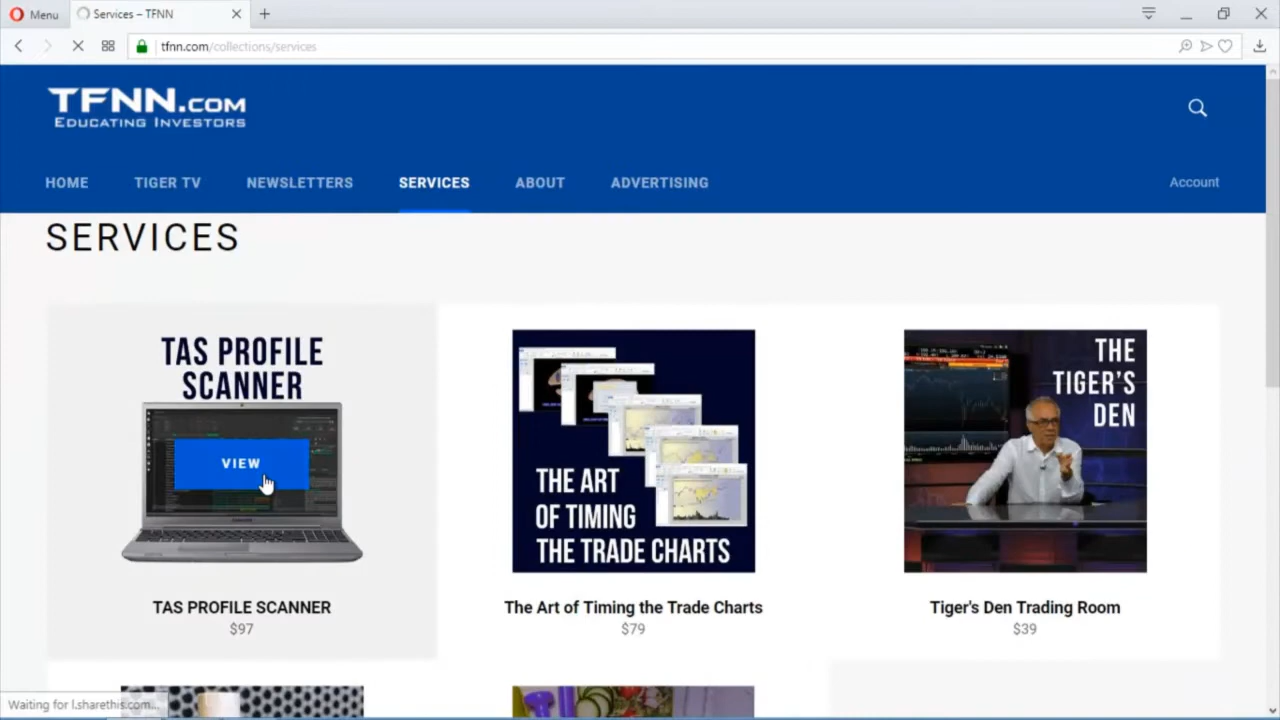 Menu
Services – TFNN
tfnn.com/collections/services
TFNN.COM
EDUCATING INVESTORS
HOME TIGER TV NEWSLETTERS SERVICES ABOUT ADVERTISING Account
SERVICES
TAS PROFILE
SCANNER
VIEW
THE ART
OF TIMING
THE TRADE CHARTS
THE
TIGER'S
DEN
TAS PROFILE SCANNER
$97
The Art of Timing the Trade Charts
$79
Tiger's Den Trading Room
$39
Waiting for l.sharethis.com...